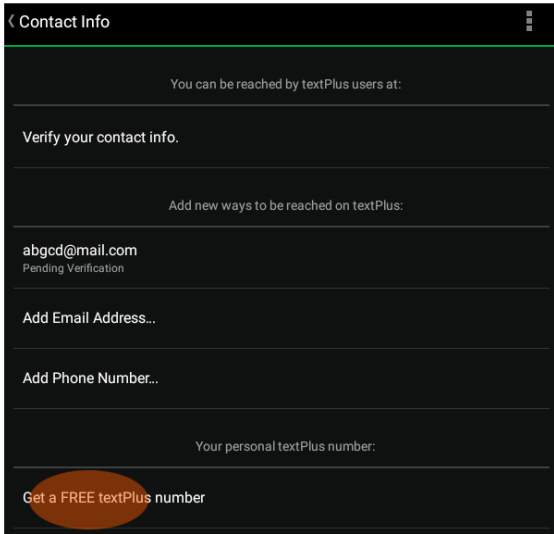 Contact Info
You can be reached by textPlus users at:
Verify your contact info.
Add new ways to be reached on textPlus:
abgcd@mail.com
Pending Verification
Add Email Address...
Add Phone Number...
Your personal textPlus number:
Get a FREE textPlus number